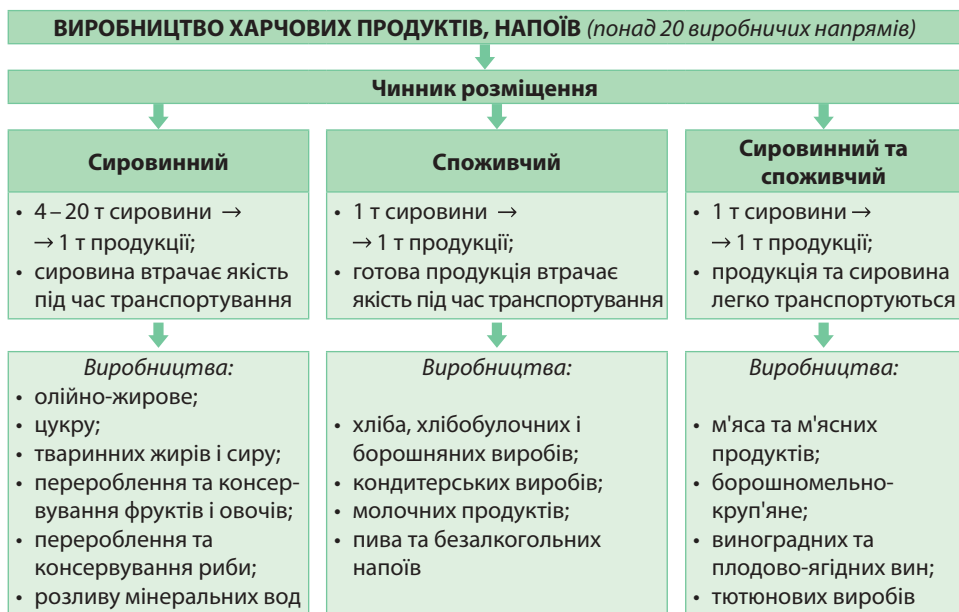 ВИРОБНИЦТВО ХАРЧОВИХ ПРОДУКТІВ, НАПОЇВ (понад 20 виробничих напрямів)
Чинник розміщення
Сировинний
• 4 – 20 т сировини →
→ 1 т продукції;
• сировина втрачає якість
під час транспортування
Виробництва:
• олійно-жирове;
• цукру;
• тваринних жирів і сиру;
• перероблення та консер-
вування фруктів і овочів;
• перероблення та
консервування риби;
• розливу мінеральних вод
Споживчий
• 1 т сировини →
→ 1 т продукції;
• готова продукція втрачає
якість під час транспортування
Виробництва:
• хліба, хлібобулочних і
борошняних виробів;
• кондитерських виробів;
• молочних продуктів;
• пива та безалкогольних
напоїв
Сировинний та
споживчий
• 1 т сировини →
→ 1 т продукції;
• продукція та сировина
легко транспортуються
Виробництва:
• м'яса та м'ясних
продуктів;
• борошномельно-
круп'яне;
• виноградних та
плодово-ягідних вин;
• тютюнових виробів